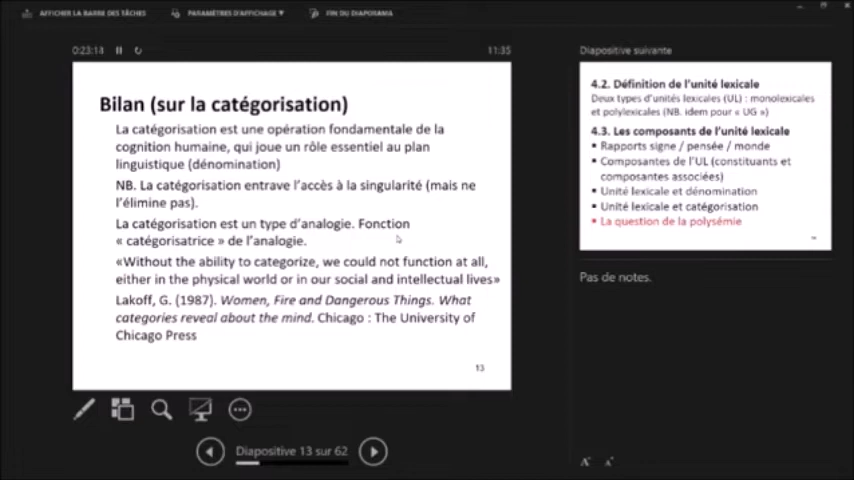 AFFICHER LA BARRE DES TÂCHES
PARAMÈTRES D'AFFICHAGE ▼
FIN DU DIAPORAMA
0:23:14
11:35
Bilan (sur la catégorisation)
La catégorisation est une opération fondamentale de la
cognition humaine, qui joue un rôle essentiel au plan
linguistique (dénomination)
NB. La catégorisation entrave l'accès à la singularité (mais ne
l'élimine pas).
La catégorisation est un type d'analogie. Fonction
« catégorisatrice » de l'analogie.
«Without the ability to categorize, we could not function at all,
either in the physical world or in our social and intellectual lives»
Lakoff, G. (1987). Women, Fire and Dangerous Things. What
categories reveal about the mind. Chicago : The University of
Chicago Press
13
Diapositive 13 sur 62
Diapositive suivante
4.2. Définition de l'unité lexicale
Deux types d'unités lexicales (UL) : monolexicales
et polylexicales (NB. idem pour « UG »)
4.3. Les composants de l'unité lexicale
▪ Rapports signe / pensée / monde
▪ Composantes de l'UL (constituants et
composantes associées)
▪ Unité lexicale et dénomination
▪ Unité lexicale et catégorisation
▪ La question de la polysémie
Pas de notes.
A A